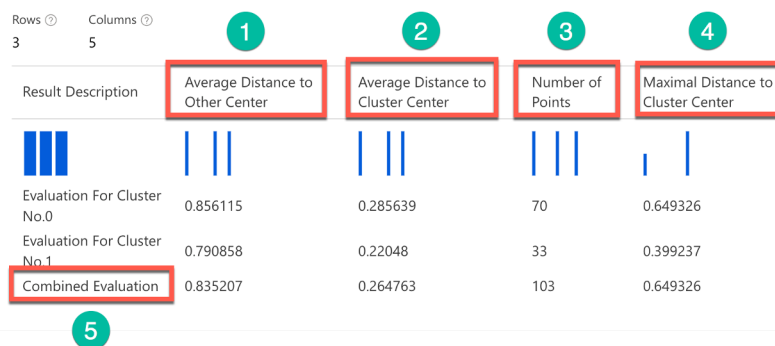 Rows ?
Columns ?
3
5
1
2
3
4
Result Description
Average Distance to
Other Center
Average Distance to
Cluster Center
Number of
Points
Maximal Distance to
Cluster Center
Evaluation For Cluster
No.0
0.856115
0.285639
70
0.649326
Evaluation For Cluster
No.1
0.790858
0.22048
33
0.399237
Combined Evaluation
0.835207
0.264763
103
0.649326
5